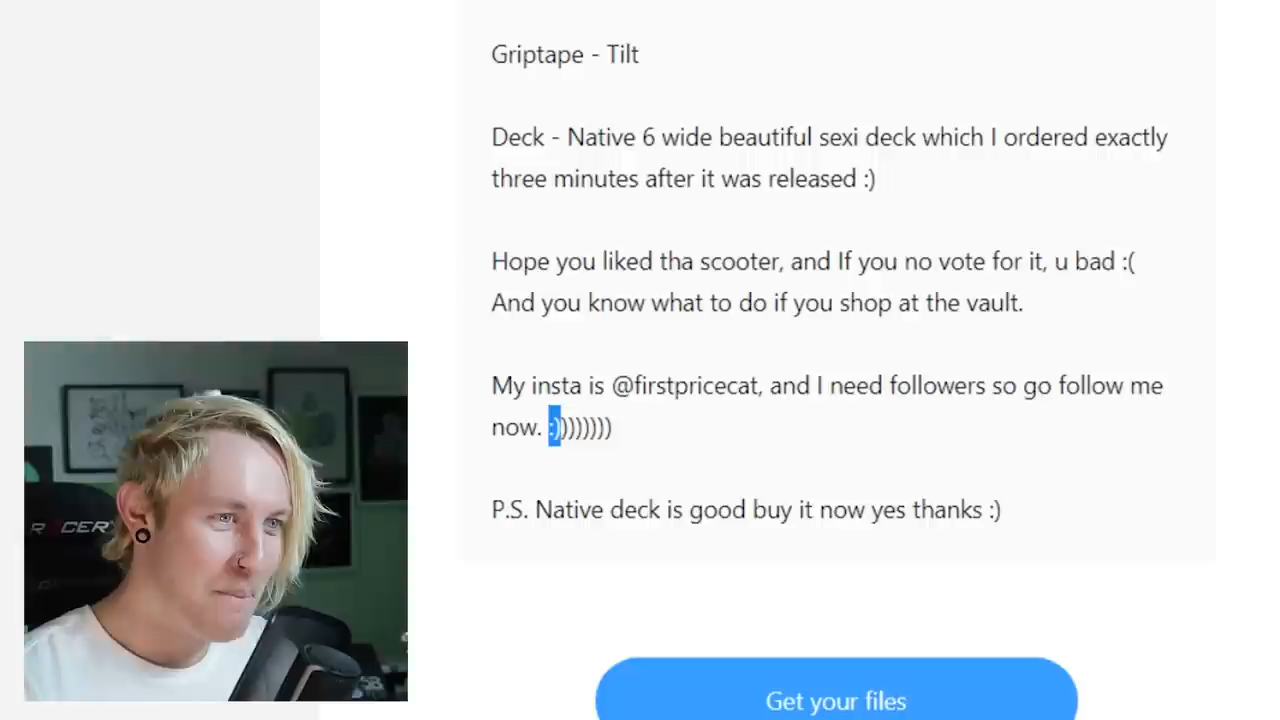 Griptape - Tilt
Deck - Native 6 wide beautiful sexi deck which I ordered exactly
three minutes after it was released :)
Hope you liked tha scooter, and If you no vote for it, u bad :(
And you know what to do if you shop at the vault.
My insta is @firstpricecat, and I need followers so go follow me
now. :))))))))
P.S. Native deck is good buy it now yes thanks :)
RACER
Get your files